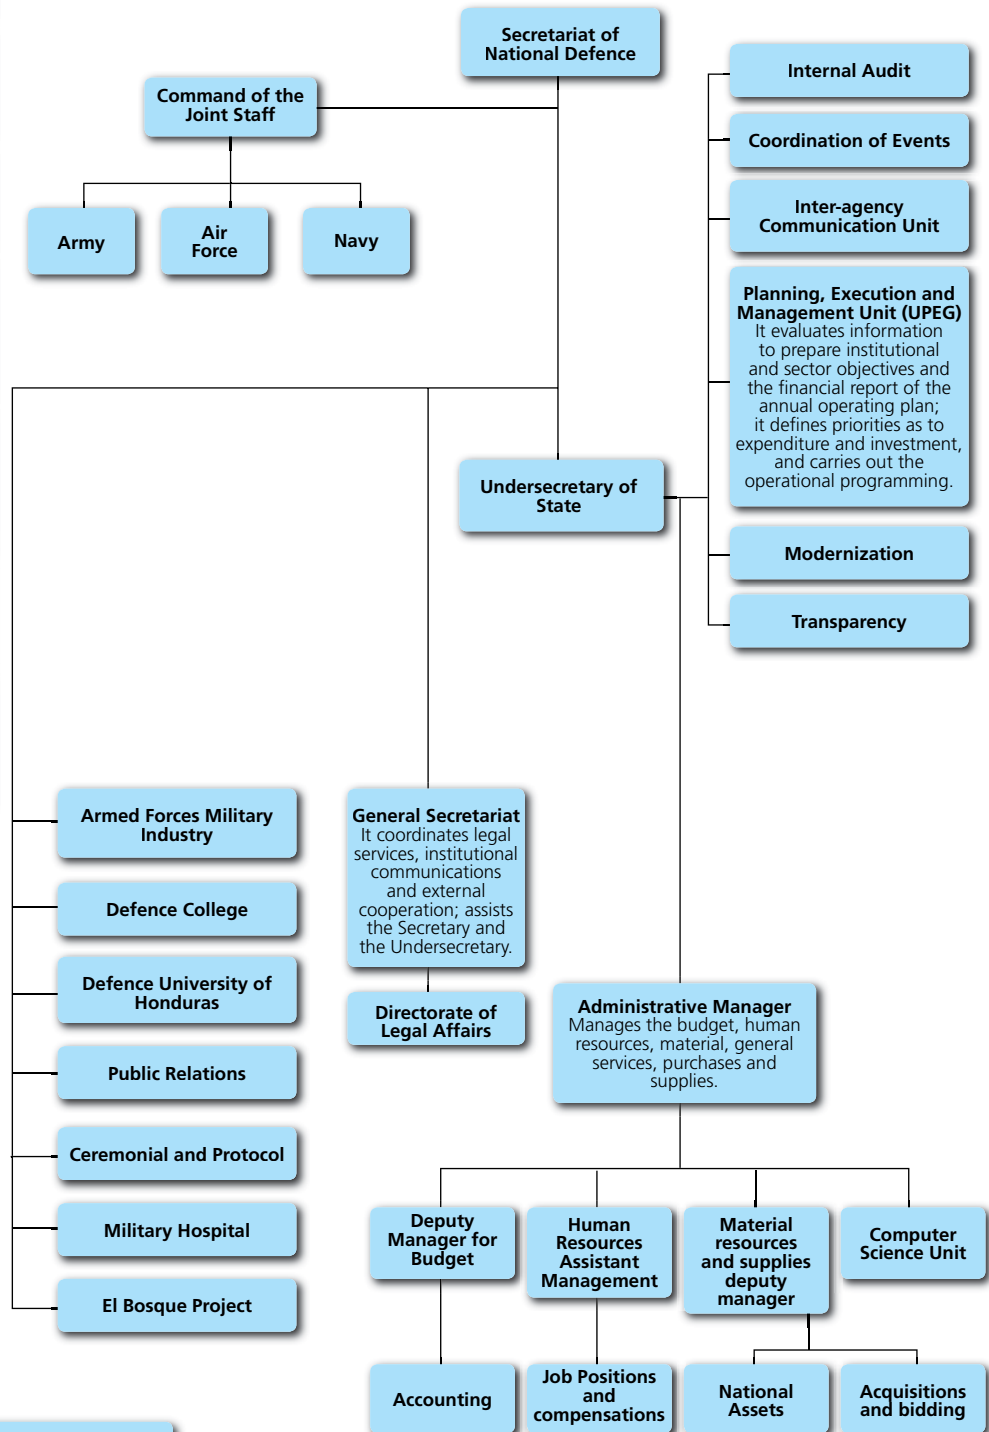 Secretariat of
National Defence
Command of the
Joint Staff
Army
Air
Force
Navy
Internal Audit
Coordination of Events
Inter-agency
Communication Unit
Planning, Execution and
Management Unit (UPEG)
It evaluates information
to prepare institutional
and sector objectives and
the financial report of the
annual operating plan;
it defines priorities as to
expenditure and investment,
and carries out the
operational programming.
Undersecretary of
State
Modernization
Transparency
Armed Forces Military
Industry
Defence College
Defence University of
Honduras
Public Relations
Ceremonial and Protocol
Military Hospital
El Bosque Project
General Secretariat
It coordinates legal
services, institutional
communications
and external
cooperation; assists
the Secretary and
the Undersecretary.
Directorate of
Legal Affairs
Administrative Manager
Manages the budget, human
resources, material, general
services, purchases and
supplies.
Deputy
Manager for
Budget
Human
Resources
Assistant
Management
Material
resources
and supplies
deputy
manager
Computer
Science Unit
Accounting
Job Positions
and
compensations
National
Assets
Acquisitions
and bidding